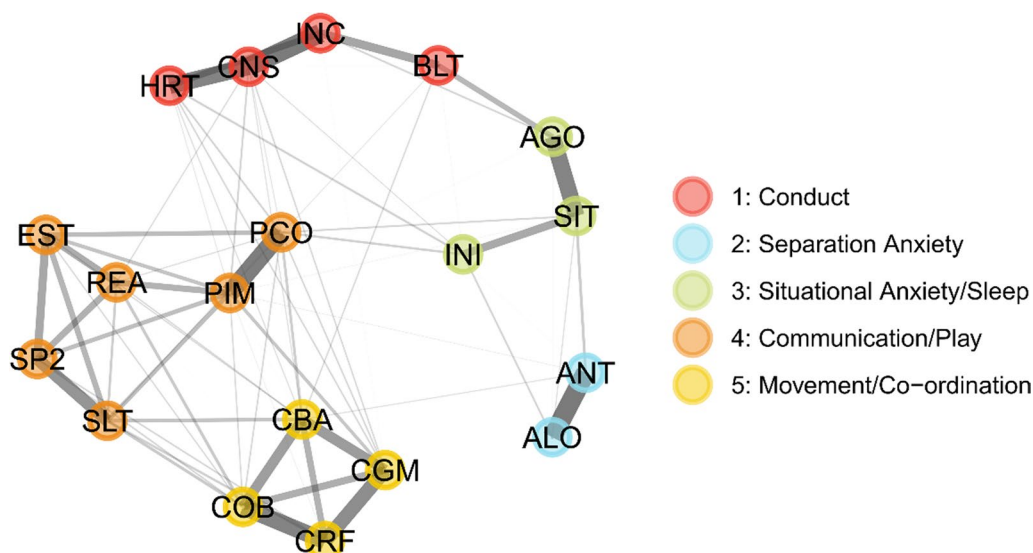 INC
CNS
BLT
HRT
AGO
SIT
PCO
EST
INI
REA
PIM
SP2
ANT
SLT
CBA
ALO
CGM
COB
CRF
1: Conduct
2: Separation Anxiety
3: Situational Anxiety/Sleep
4: Communication/Play
5: Movement/Co−ordination